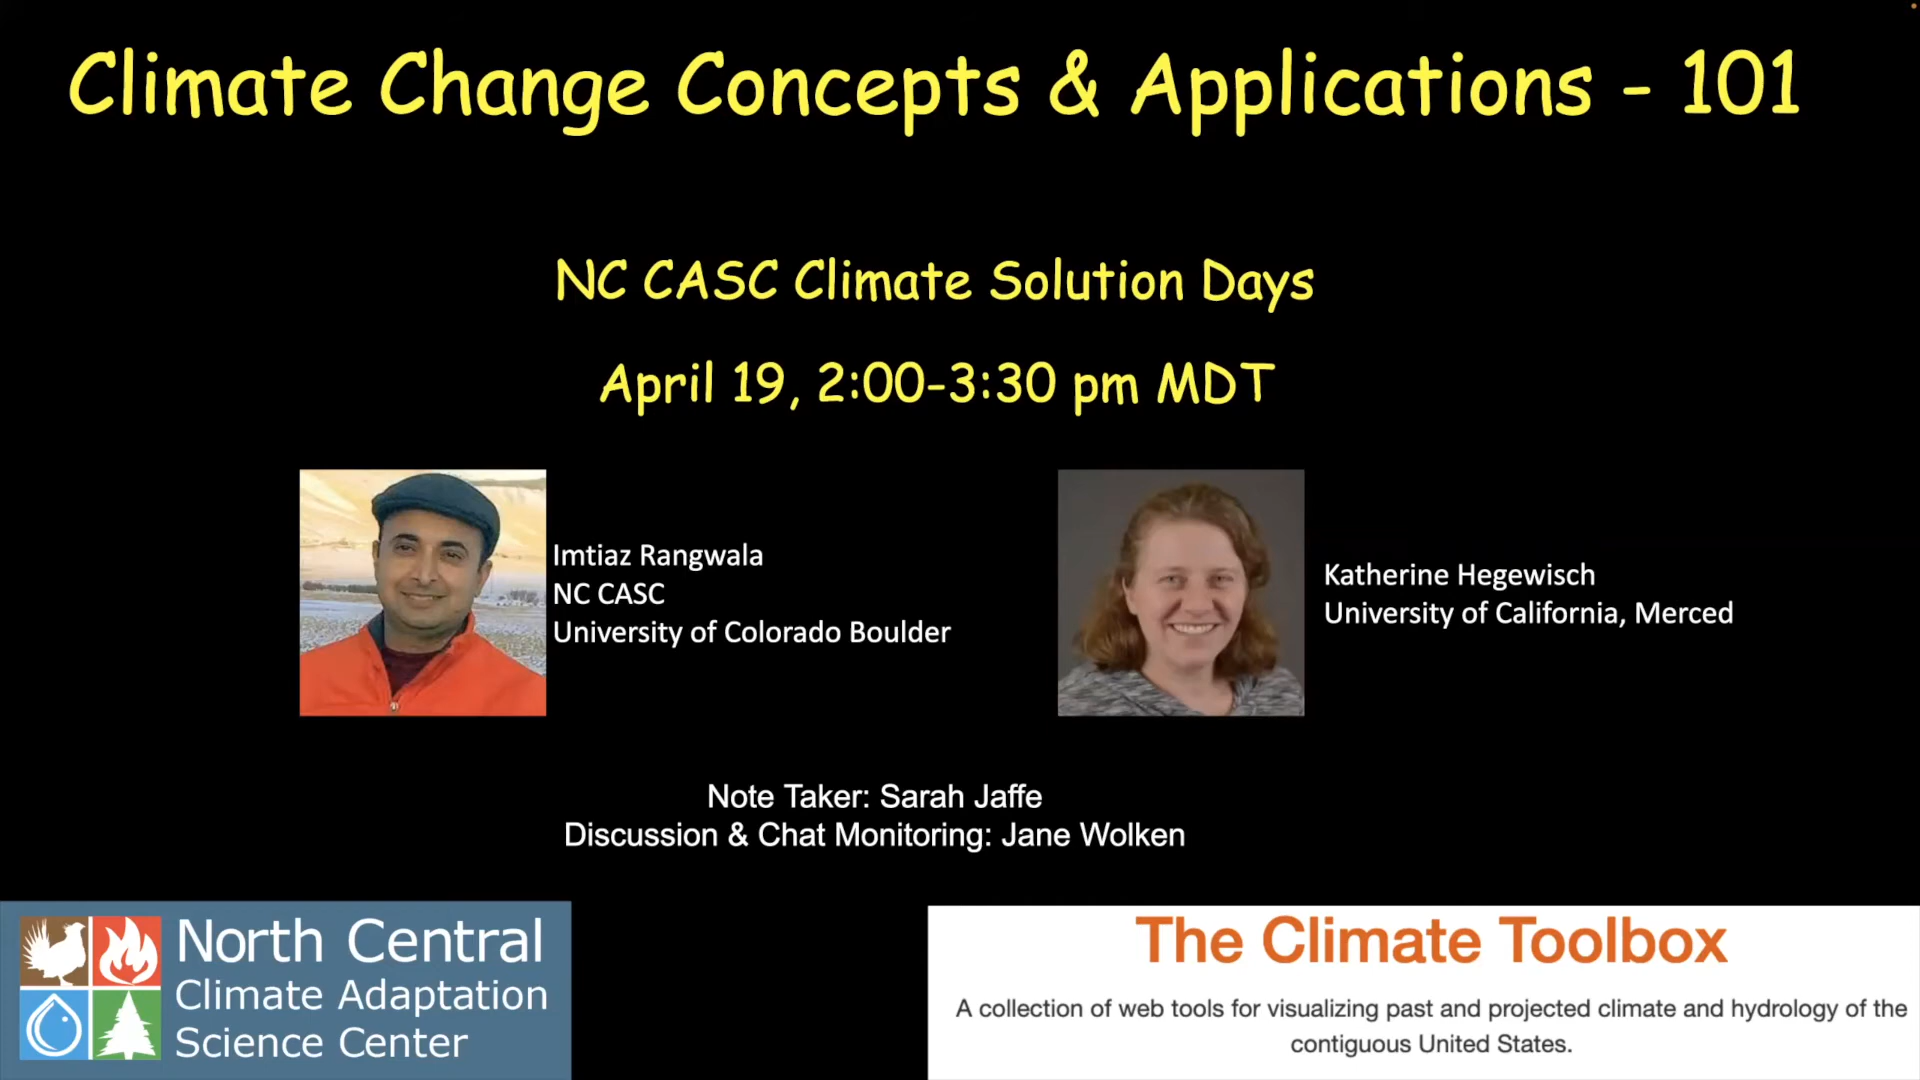 Climate Change Concepts & Applications - 101
NC CASC Climate Solution Days
April 19, 2:00-3:30 pm MDT
Imtiaz Rangwala
NC CASC
University of Colorado Boulder
Katherine Hegewisch
University of California, Merced
Note Taker: Sarah Jaffe
Discussion & Chat Monitoring: Jane Wolken
North Central
Climate Adaptation
Science Center
The Climate Toolbox
A collection of web tools for visualizing past and projected climate and hydrology of the
contiguous United States.